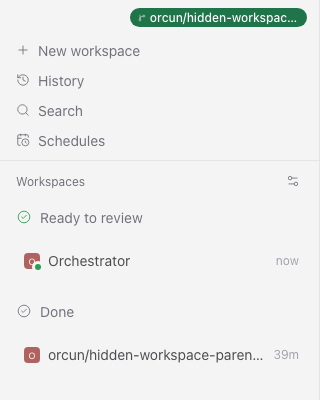 orcun/hidden-workspac...
New workspace
History
Search
Schedules
Workspaces
Ready to review
O Orchestrator now
Done
O orcun/hidden-workspace-paren... 39m